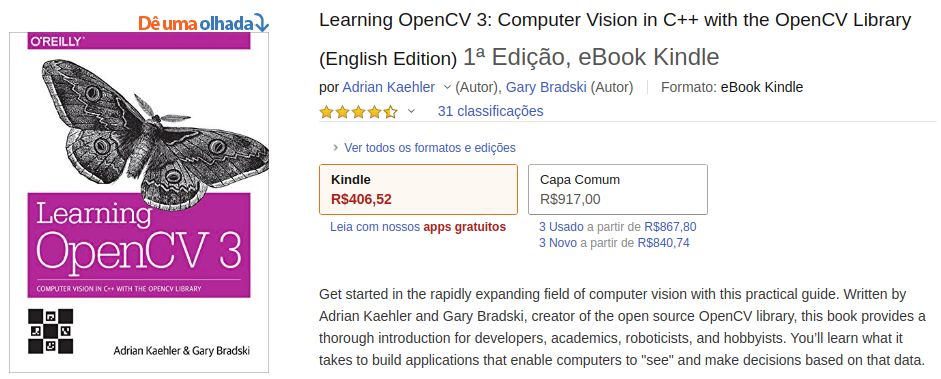 Dê uma olhada
O'REILLY®
Learning
OpenCV 3
COMPUTER VISION IN C++ WITH THE OPENCV LIBRARY
Adrian Kaehler & Gary Bradski
Learning OpenCV 3: Computer Vision in C++ with the OpenCV Library
(English Edition) 1ª Edição, eBook Kindle
por Adrian Kaehler (Autor), Gary Bradski (Autor) Formato: eBook Kindle
31 classificações
Ver todos os formatos e edições
Kindle
R$406,52
Capa Comum
R$917,00
Leia com nossos apps gratuitos
3 Usado a partir de R$867,80
3 Novo a partir de R$840,74
Get started in the rapidly expanding field of computer vision with this practical guide. Written by
Adrian Kaehler and Gary Bradski, creator of the open source OpenCV library, this book provides a
thorough introduction for developers, academics, roboticists, and hobbyists. You’ll learn what it
takes to build applications that enable computers to "see" and make decisions based on that data.